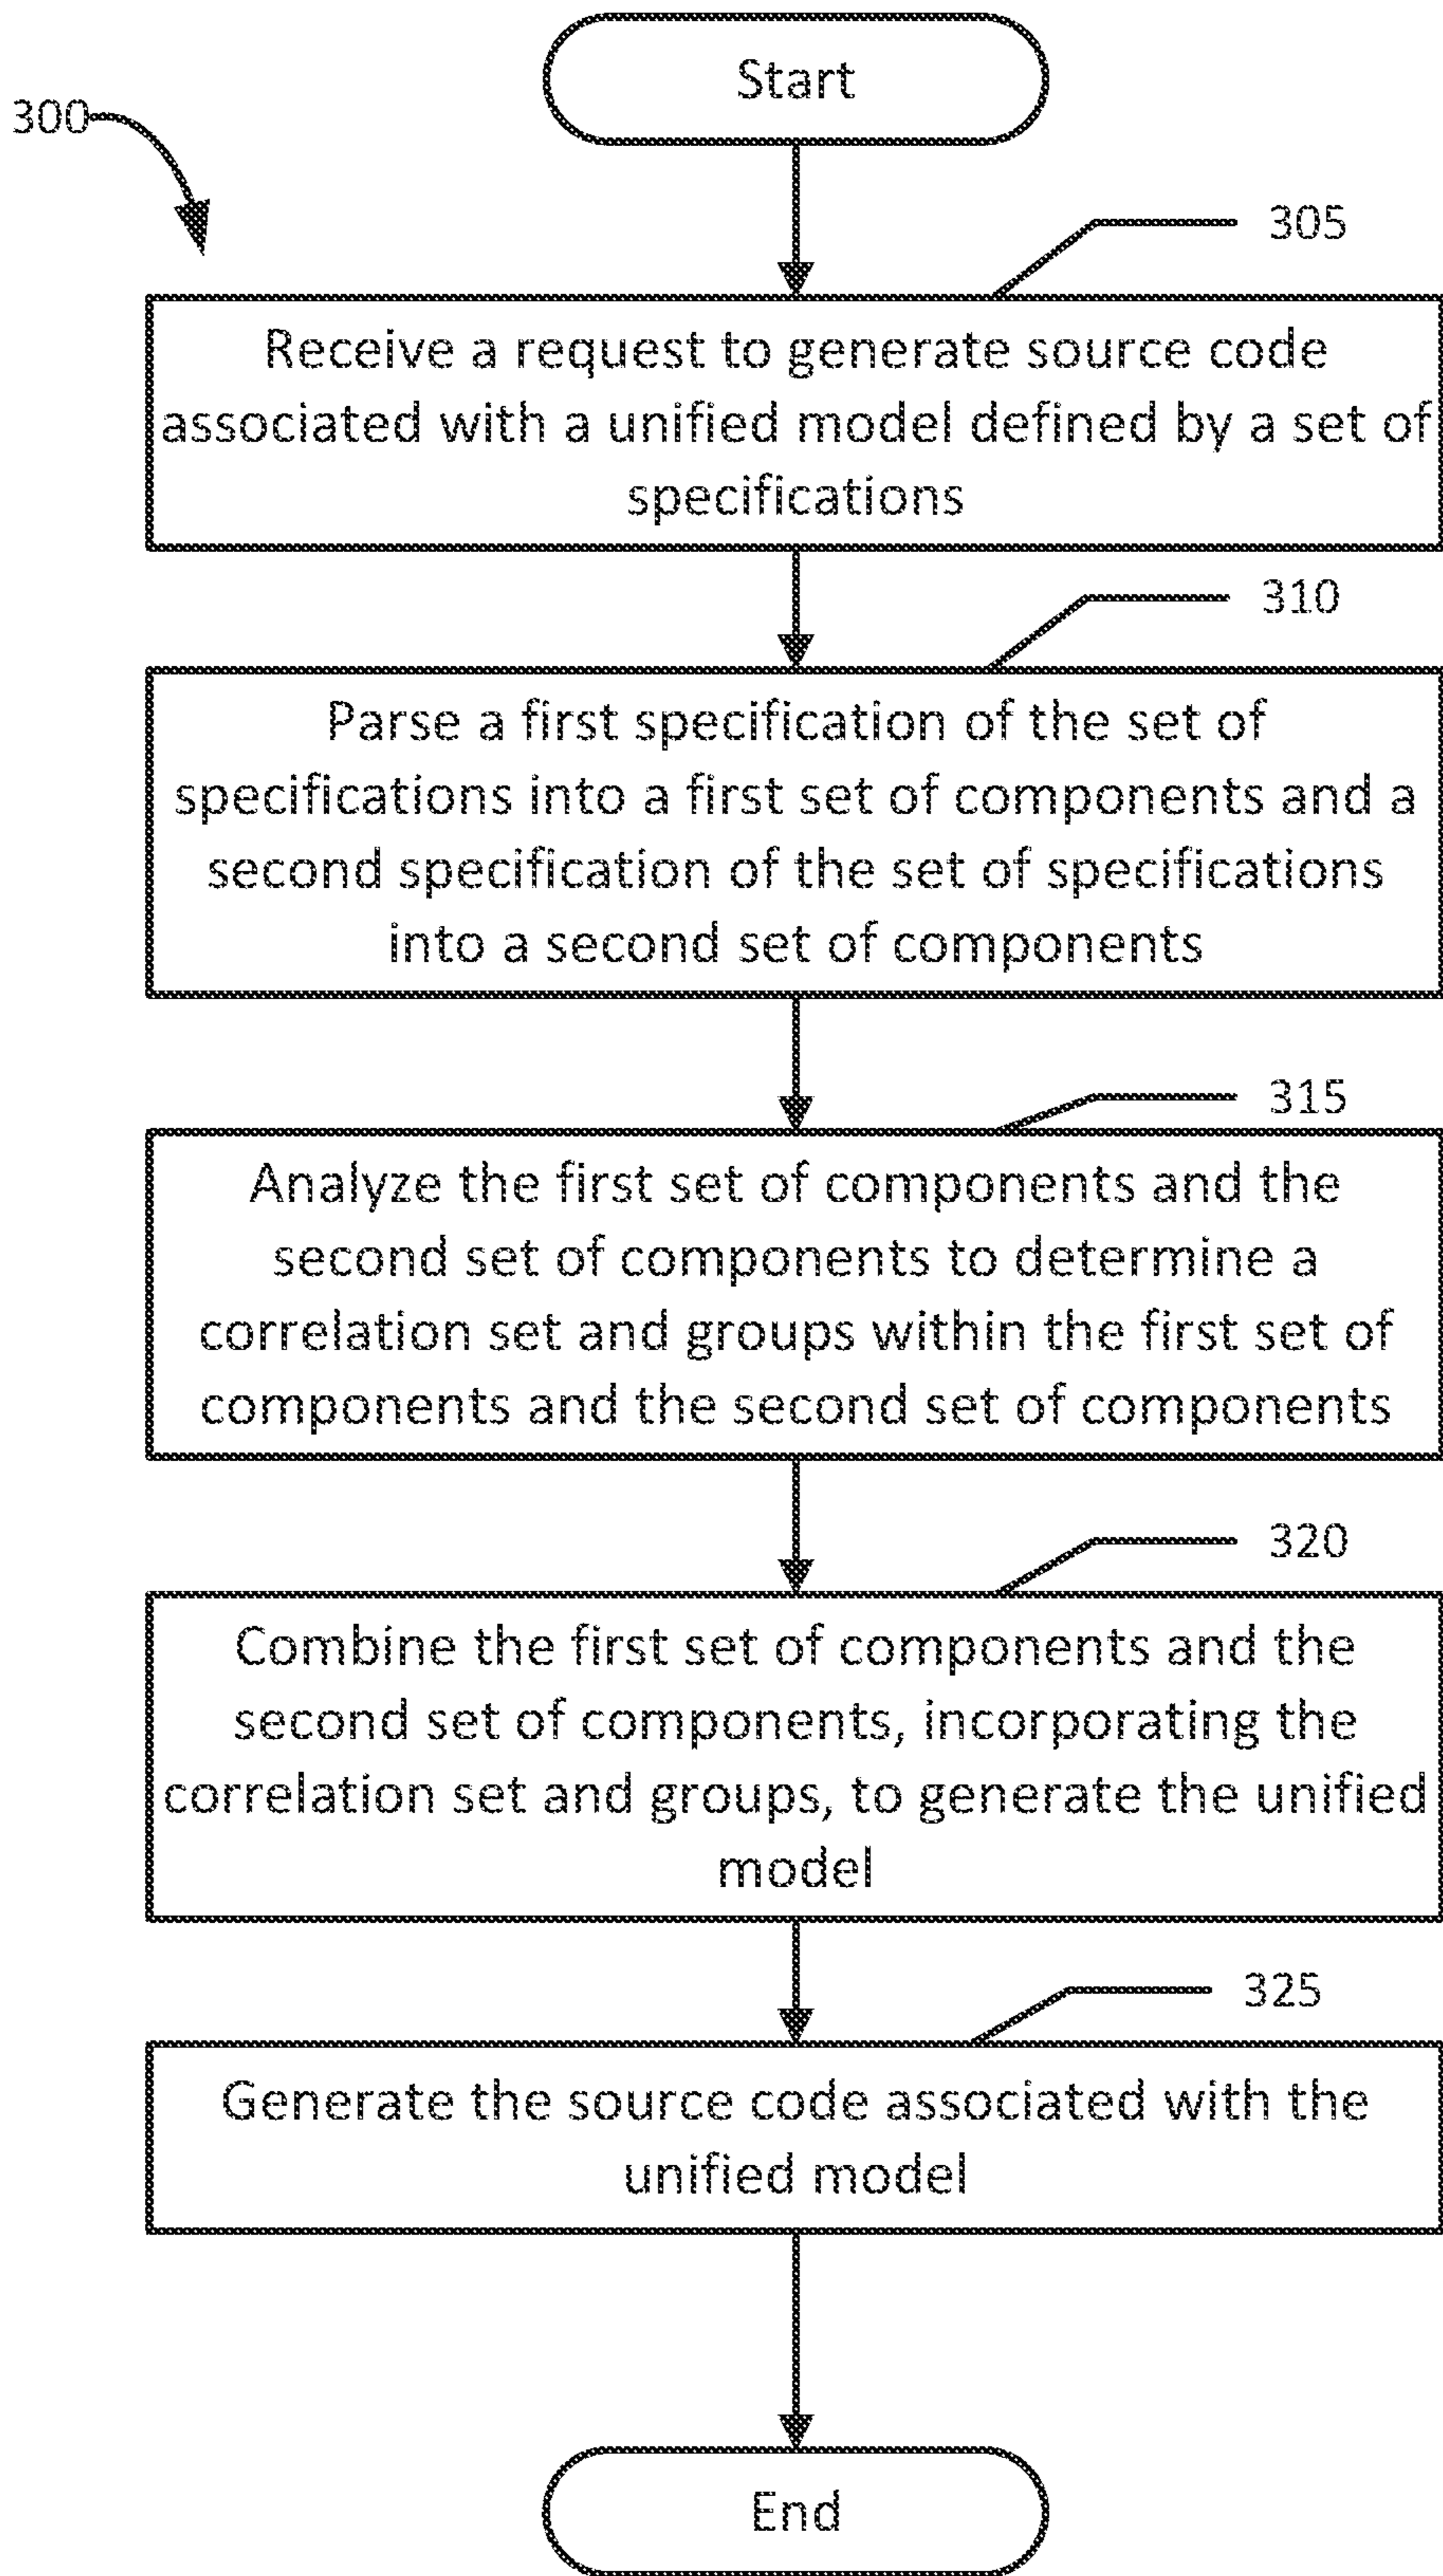 Start
300
305
Receive a request to generate source code
associated with a unified model defined by a set of
specifications
310
Parse a first specification of the set of
specifications into a first set of components and a
second specification of the set of specifications
into a second set of components
315
Analyze the first set of components and the
second set of components to determine a
correlation set and groups within the first set of
components and the second set of components
320
Combine the first set of components and the
second set of components, incorporating the
correlation set and groups, to generate the unified
model
325
Generate the source code associated with the
unified model
End